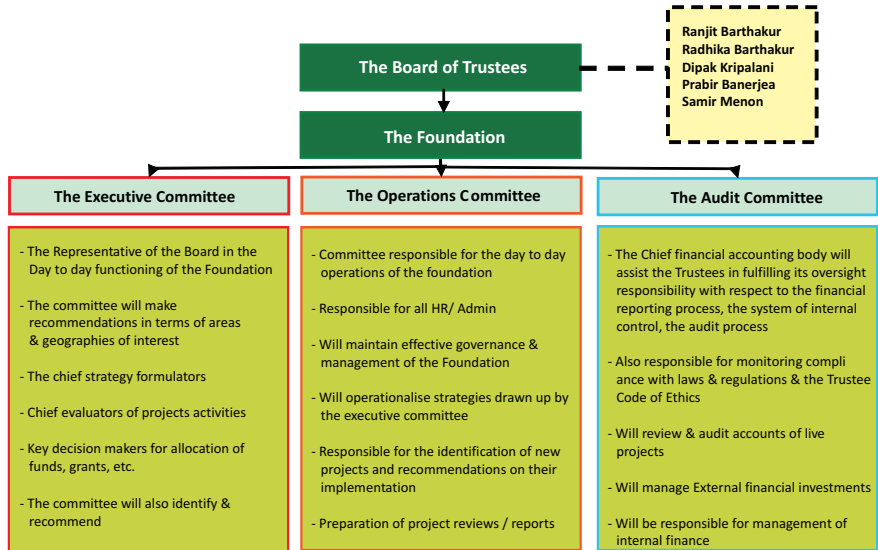 Ranjit Barthakur
Radhika Barthakur
Dipak Kripalani
Prabir Banerjea
Samir Menon
The Board of Trustees
The Foundation
The Executive Committee
- The Representative of the Board in the
Day to day functioning of the Foundation
- The committee will make
recommendations in terms of areas
& geographies of interest
- The chief strategy formulators
- Chief evaluators of projects activities
- Key decision makers for allocation of
funds, grants, etc.
- The committee will also identify &
recommend
The Operations Committee
- Committee responsible for the day to day
operations of the foundation
- Responsible for all HR/ Admin
- Will maintain effective governance &
management of the Foundation
- Will operationalise strategies drawn up by
the executive committee
- Responsible for the identification of new
projects and recommendations on their
implementation
- Preparation of project reviews / reports
The Audit Committee
- The Chief financial accounting body will
assist the Trustees in fulfilling its oversight
responsibility with respect to the financial
reporting process, the system of internal
control, the audit process
- Also responsible for monitoring compli
ance with laws & regulations & the Trustee
Code of Ethics
- Will review & audit accounts of live
projects
- Will manage External financial investments
- Will be responsible for management of
internal finance